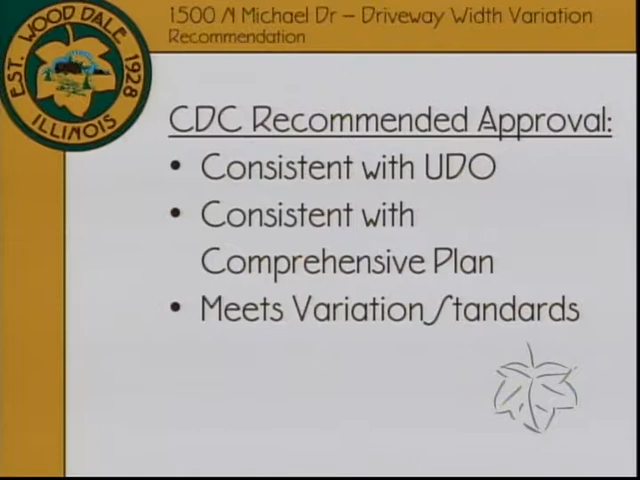 1500 N Michael Dr – Driveway Width Variation
Recommendation
EST. WOOD DALE 1928
ILLINOIS
CDC Recommended Approval:
• Consistent with UDO
• Consistent with
Comprehensive Plan
• Meets Variation Standards